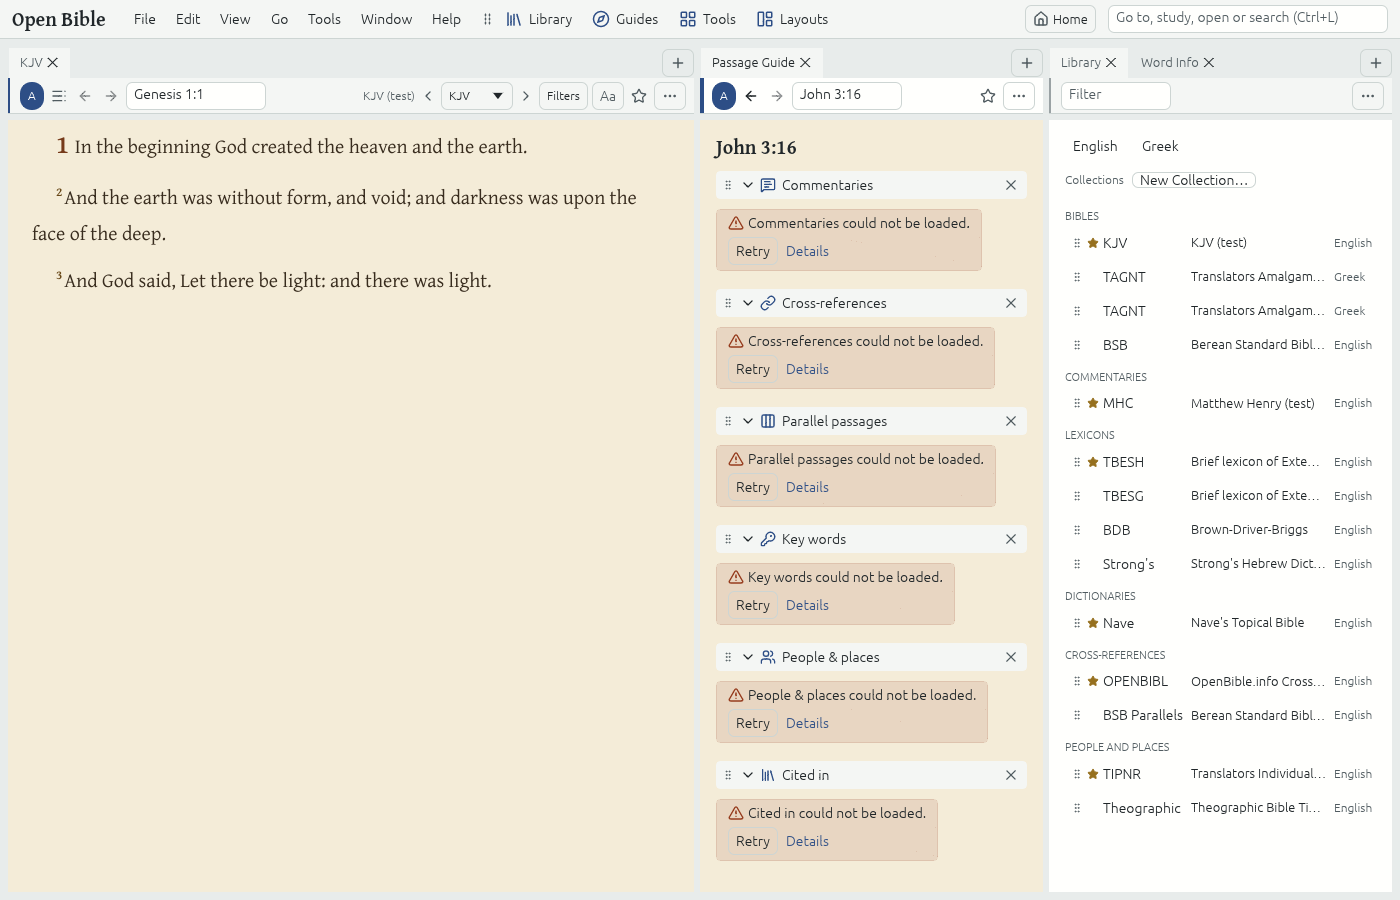 Open Bible File Edit View Go Tools Window Help Library Guides Tools Layouts Home Go to, study, open or search (Ctrl+L)
KJV
A Genesis 1:1 KJV (test) KJV Filters Aa
1 In the beginning God created the heaven and the earth.
2 And the earth was without form, and void; and darkness was upon the
face of the deep.
3 And God said, Let there be light: and there was light.
Passage Guide
A John 3:16
John 3:16
Commentaries
Commentaries could not be loaded.
Retry Details
Cross-references
Cross-references could not be loaded.
Retry Details
Parallel passages
Parallel passages could not be loaded.
Retry Details
Key words
Key words could not be loaded.
Retry Details
People & places
People & places could not be loaded.
Retry Details
Cited in
Cited in could not be loaded.
Retry Details
Library Word Info
Filter
English Greek
Collections New Collection...
BIBLES
KJV KJV (test) English
TAGNT Translators Amalgam... Greek
TAGNT Translators Amalgam... Greek
BSB Berean Standard Bibl... English
COMMENTARIES
MHC Matthew Henry (test) English
LEXICONS
TBESH Brief lexicon of Exte... English
TBESG Brief lexicon of Exte... English
BDB Brown-Driver-Briggs English
Strong's Strong's Hebrew Dict... English
DICTIONARIES
Nave Nave's Topical Bible English
CROSS-REFERENCES
OPENBIBL OpenBible.info Cross... English
BSB Parallels Berean Standard Bibl... English
PEOPLE AND PLACES
TIPNR Translators Individual... English
Theographic Theographic Bible Ti... English